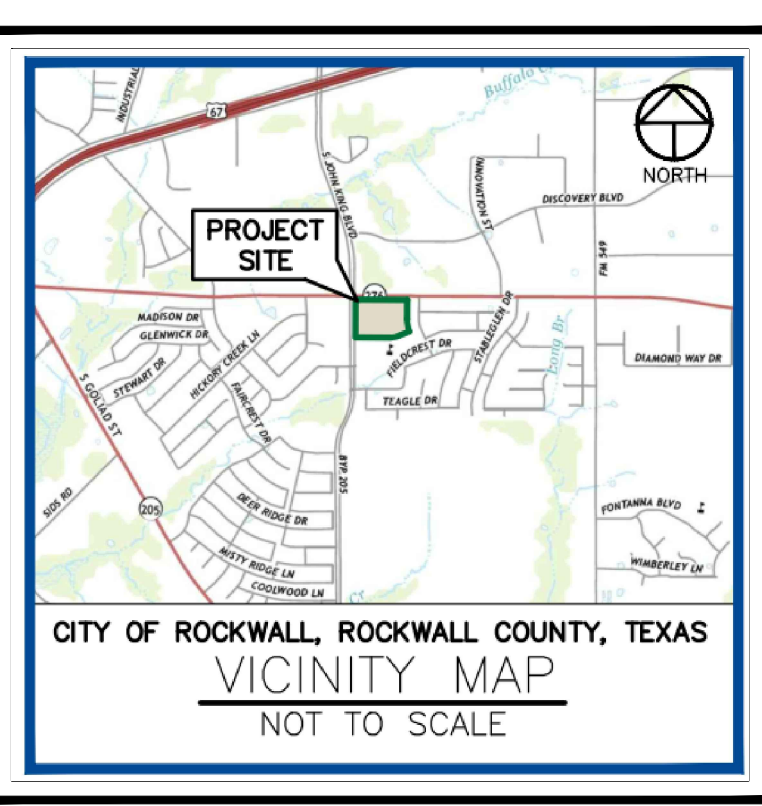 INDUSTRIAL
67
Buffalo C
NORTH
S JOHN KING BLVD
INNOVATION ST
DISCOVERY BLVD
PROJECT
SITE
FM 549
276
MADISON DR
GLENWICK DR
STEWART DR
HICKORY CREEK LN
FAIRCREST DR
S GOLIAD ST
FIELDCREST DR
STABLEGLEN DR
Long Br
DIAMOND WAY DR
TEAGLE DR
BYP 205
SIDS RD
205
DEER RIDGE DR
MISTY RIDGE LN
COOLWOOD LN
Cr
FONTANNA BLVD
WIMBERLEY LN
CITY OF ROCKWALL, ROCKWALL COUNTY, TEXAS
VICINITY MAP
NOT TO SCALE